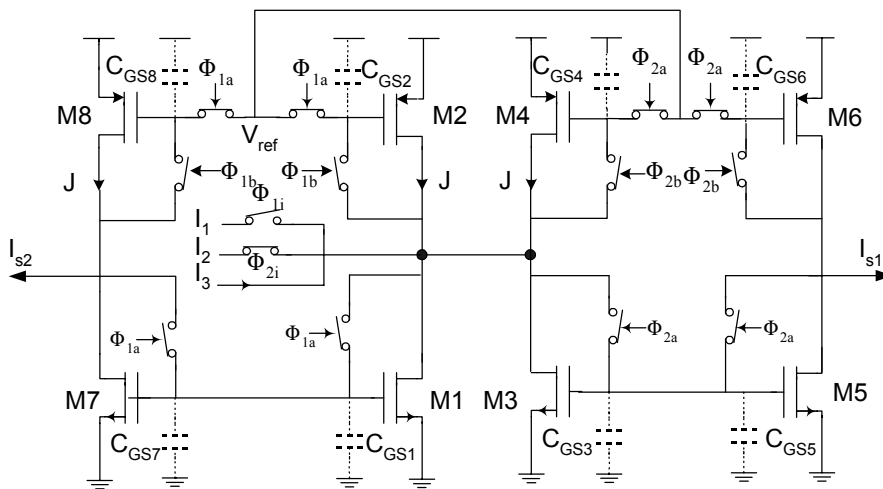 C_GS8 Φ_1a Φ_1a C_GS2 C_GS4 Φ_2a Φ_2a C_GS6
M8 V_ref M2 M4 M6
J Φ_1b Φ_1b J J Φ_2b Φ_2b
Φ_1i
I_1
I_2
Φ_2i
I_3
I_s2 I_s1
Φ_1a Φ_1a Φ_2a Φ_2a
M7 M1 M3 M5
C_GS7 C_GS1 C_GS3 C_GS5